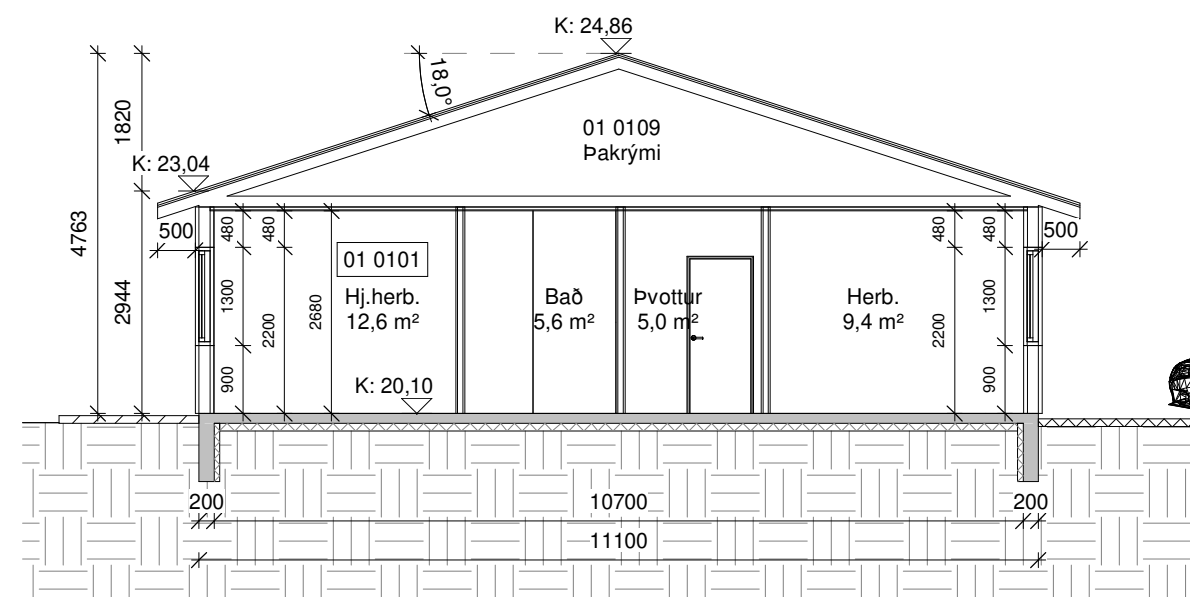 K: 24,86
18,0°
1820
01 0109
Þakrými
K: 23,04
4763
2944
500
480
480
480
480
500
01 0101
1300
2200
2680
Hj.herb.
12,6 m²
Bað
5,6 m²
Þvottur
5,0 m²
Herb.
9,4 m²
2200
1300
900
K: 20,10
900
200
10700
200
11100